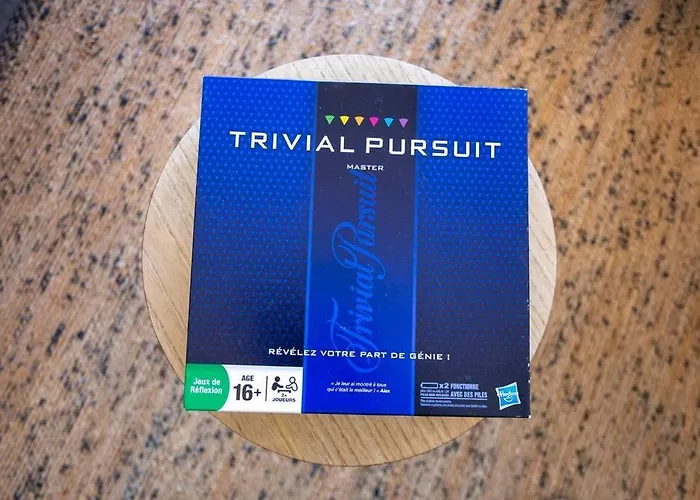 TRIVIAL PURSUIT
MASTER
Trivial Pursuit
RÉVÉLEZ VOTRE PART DE GÉNIE !
Jeux de
Réflexion
AGE
16+
2+
JOUEURS
« Je leur ai montré à tous
qui c'était le meilleur ! » Alex
x2 FONCTIONNE
AVEC DES PILES
Hasbro